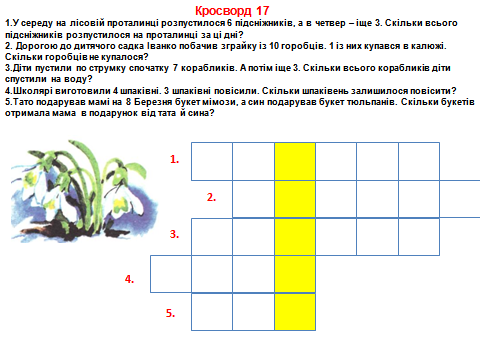 Кросворд 17
1.У середу на лісовій проталинці розпустилося 6 підсніжників, а в четвер – іще 3. Скільки всього
підсніжників розпустилося на проталинці за ці дні?
2. Дорогою до дитячого садка Іванко побачив зграйку із 10 горобців. 1 із них купався в калюжі.
Скільки горобців не купалося?
3.Діти пустили по струмку спочатку 7 корабликів. А потім іще 3. Скільки всього корабликів діти
спустили на воду?
4.Школярі виготовили 4 шпаківні. 3 шпаківні повісили. Скільки шпаківень залишилося повісити?
5.Тато подарував мамі на 8 Березня букет мімози, а син подарував букет тюльпанів. Скільки букетів
отримала мама в подарунок від тата й сина?
1.
2.
3.
4.
5.